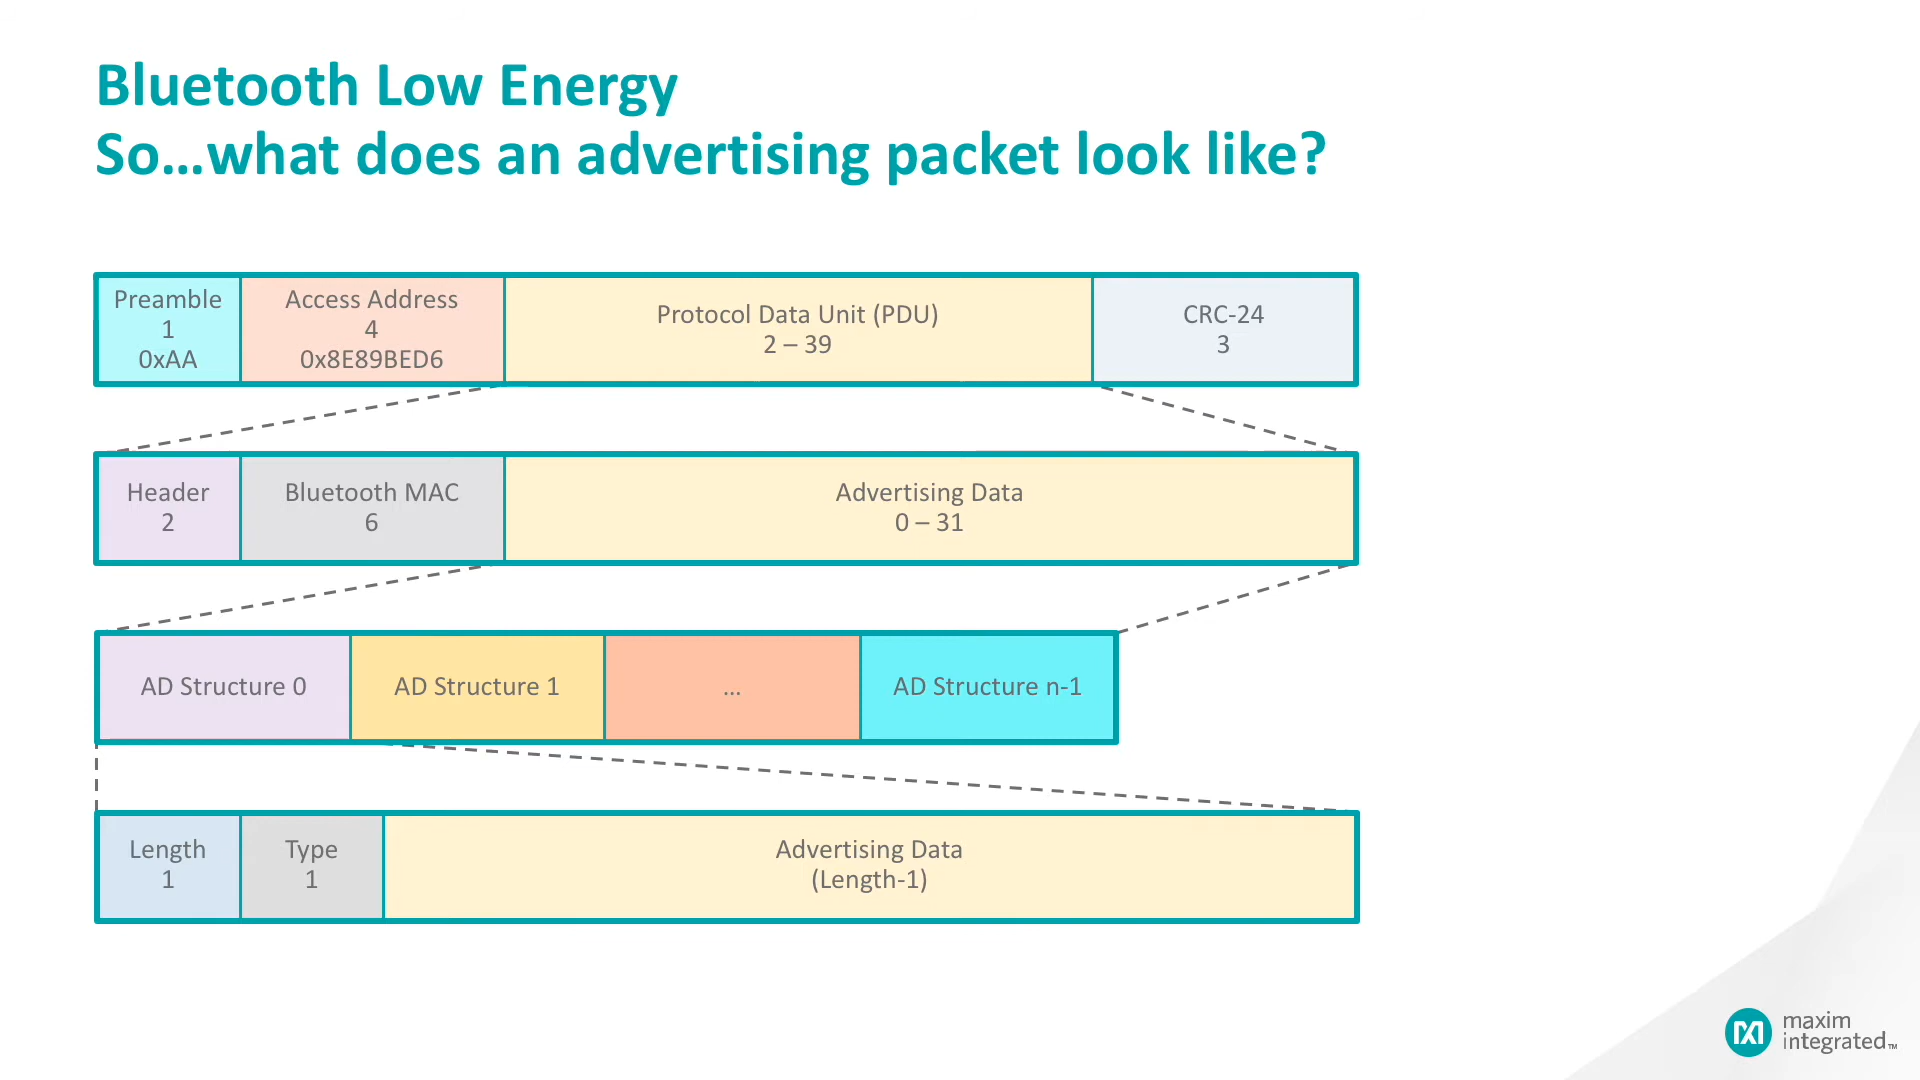 Bluetooth Low Energy
So...what does an advertising packet look like?
Preamble
1
0xAA
Access Address
4
0x8E89BED6
Protocol Data Unit (PDU)
2 – 39
CRC-24
3
Header
2
Bluetooth MAC
6
Advertising Data
0 – 31
AD Structure 0
AD Structure 1
...
AD Structure n-1
Length
1
Type
1
Advertising Data
(Length-1)
maxim
integrated™